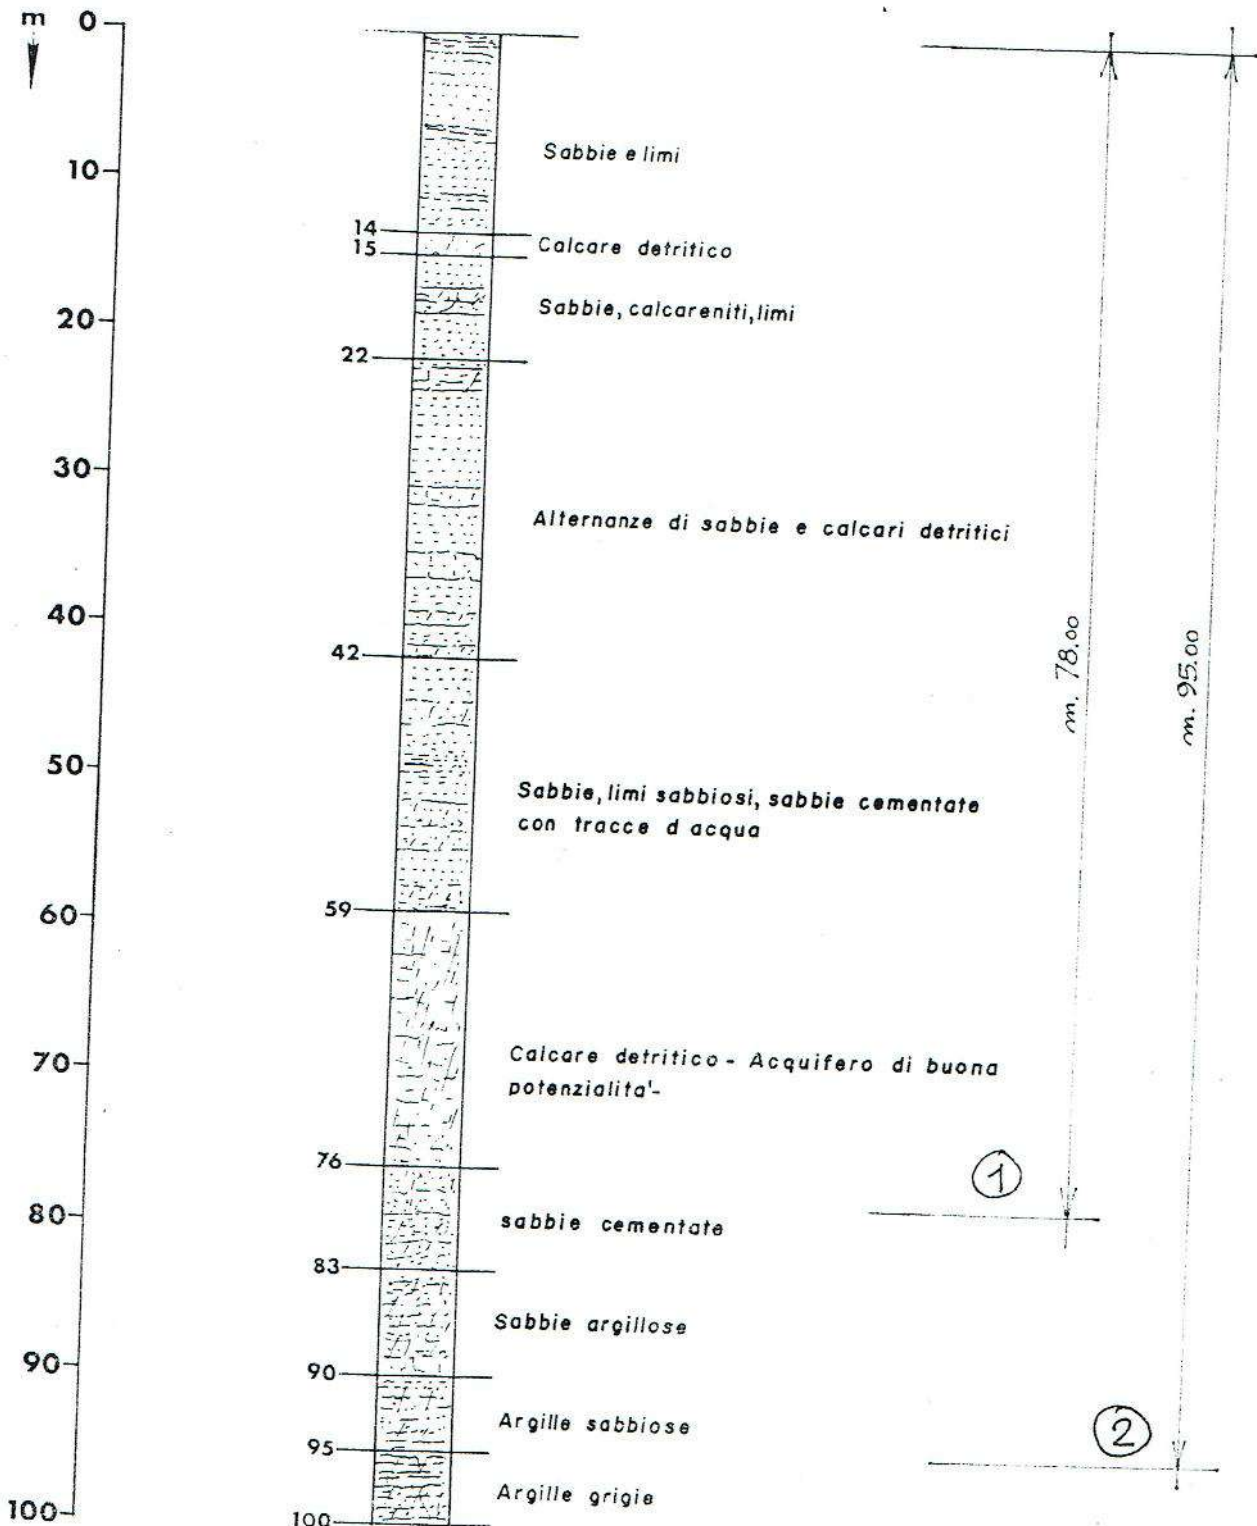 m 0
10
Sabbie e limi
14
15
Calcare detritico
Sabbie, calcareniti, limi
20
22
30
Alternanze di sabbie e calcari detritici
40
42
m. 78.00
m. 95.00
50
Sabbie, limi sabbiosi, sabbie cementate
con tracce d acqua
59
60
Calcare detritico - Acquifero di buona
potenzialita'-
70
76
1
80
sabbie cementate
83
Sabbie argillose
90
90
Argille sabbiose
2
95
Argille grigie
100
100